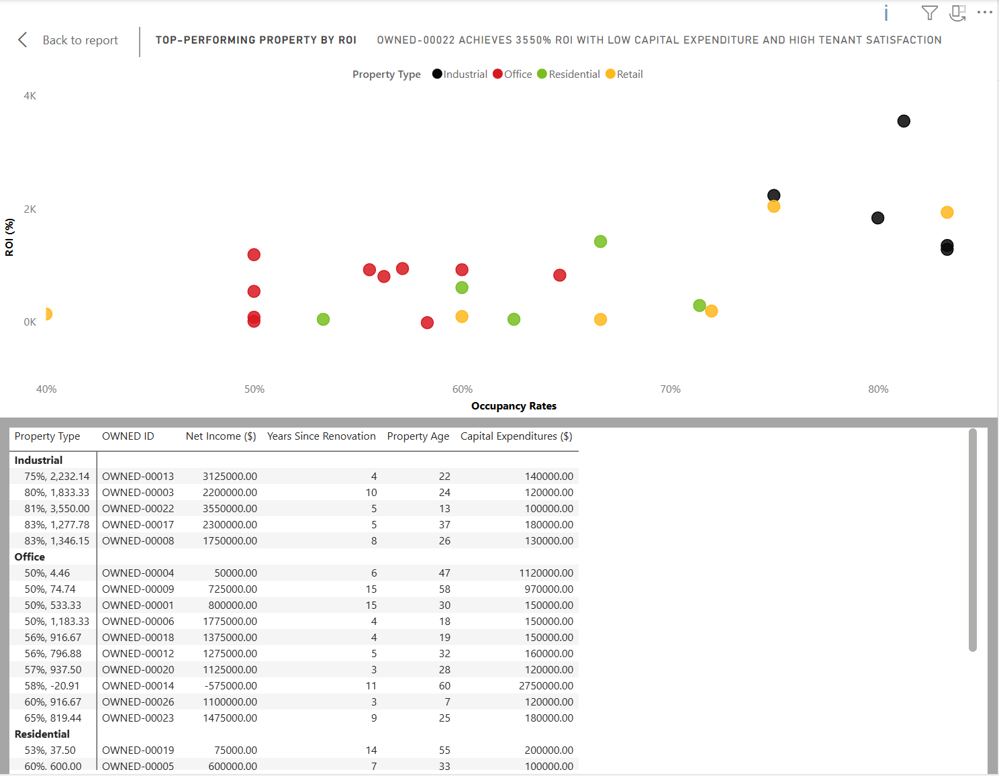 Back to report
TOP-PERFORMING PROPERTY BY ROI
OWNED-00022 ACHIEVES 3550% ROI WITH LOW CAPITAL EXPENDITURE AND HIGH TENANT SATISFACTION
Property Type Industrial Office Residential Retail
4K
2K
0K
ROI (%)
40% 50% 60% 70% 80%
Occupancy Rates
Property Type OWNED ID Net Income ($) Years Since Renovation Property Age Capital Expenditures ($)
Industrial
75%, 2,232.14 OWNED-00013 3125000.00 4 22 140000.00
80%, 1,833.33 OWNED-00003 2200000.00 10 24 120000.00
81%, 3,550.00 OWNED-00022 3550000.00 5 13 100000.00
83%, 1,277.78 OWNED-00017 2300000.00 5 37 180000.00
83%, 1,346.15 OWNED-00008 1750000.00 8 26 130000.00
Office
50%, 4.46 OWNED-00004 50000.00 6 47 1120000.00
50%, 74.74 OWNED-00009 725000.00 15 58 970000.00
50%, 533.33 OWNED-00001 800000.00 15 30 150000.00
50%, 1,183.33 OWNED-00006 1775000.00 4 18 150000.00
56%, 916.67 OWNED-00018 1375000.00 4 19 150000.00
56%, 796.88 OWNED-00012 1275000.00 5 32 160000.00
57%, 937.50 OWNED-00020 1125000.00 3 28 120000.00
58%, -20.91 OWNED-00014 -575000.00 11 60 2750000.00
60%, 916.67 OWNED-00026 1100000.00 3 7 120000.00
65%, 819.44 OWNED-00023 1475000.00 9 25 180000.00
Residential
53%, 37.50 OWNED-00019 75000.00 14 55 200000.00
60%, 600.00 OWNED-00005 600000.00 7 33 100000.00